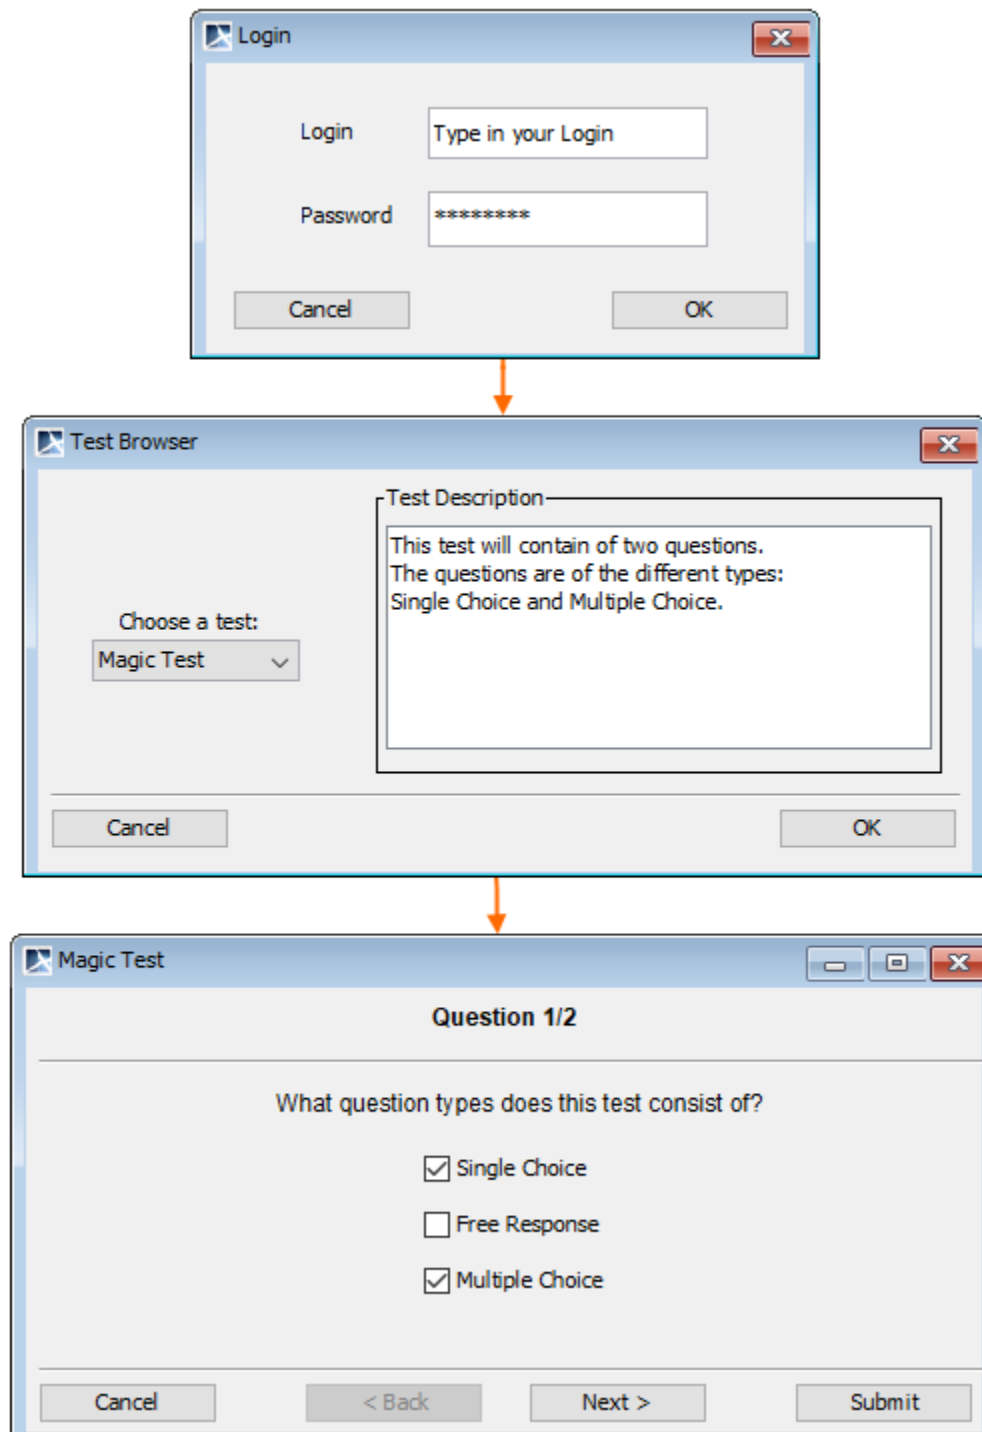 Login
Login
Type in your Login
Password
********
Cancel
OK
Test Browser
Test Description
This test will contain of two questions.
The questions are of the different types:
Single Choice and Multiple Choice.
Choose a test:
Magic Test
Cancel
OK
Magic Test
Question 1/2
What question types does this test consist of?
Single Choice
Free Response
Multiple Choice
Cancel
< Back
Next >
Submit